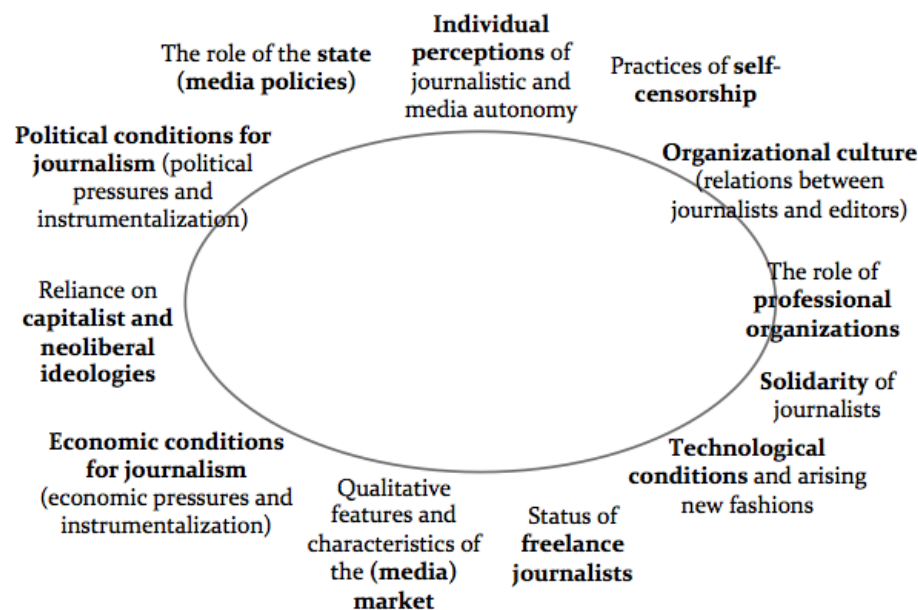 The role of the state
(media policies)
Individual
perceptions of
journalistic and
media autonomy
Practices of self-
censorship
Political conditions for
journalism (political
pressures and
instrumentalization)
Organizational culture
(relations between
journalists and editors)
Reliance on
capitalist and
neoliberal
ideologies
The role of
professional
organizations
Solidarity of
journalists
Economic conditions
for journalism
(economic pressures and
instrumentalization)
Technological
conditions and arising
new fashions
Qualitative
features and
characteristics of
the (media)
market
Status of
freelance
journalists